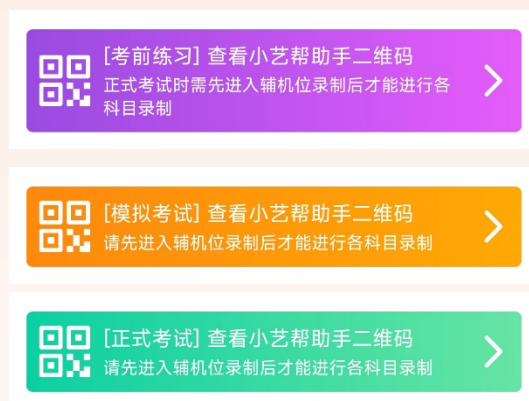 [考前练习] 查看小艺帮助手二维码
正式考试时需先进入辅机位录制后才能进行各
科目录制
[模拟考试] 查看小艺帮助手二维码
请先进入辅机位录制后才能进行各科目录制
[正式考试] 查看小艺帮助手二维码
请先进入辅机位录制后才能进行各科目录制